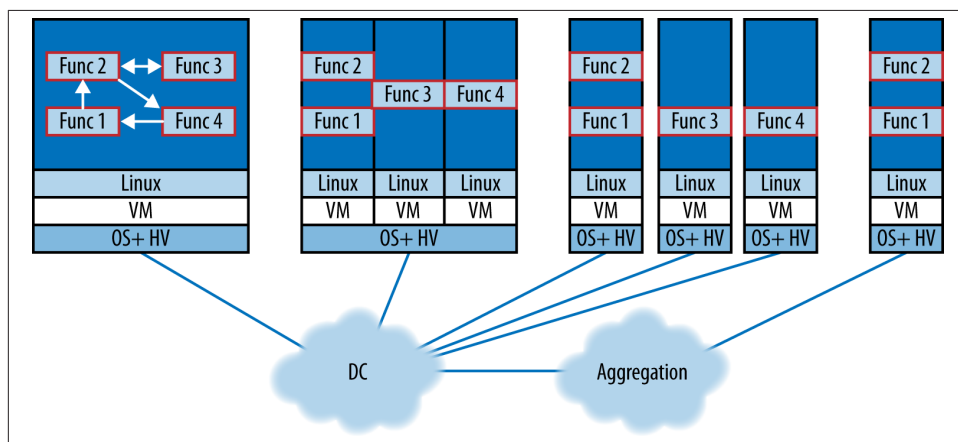 Func 2 Func 3
Func 1 Func 4
Linux
VM
OS+ HV
Func 2
Func 3 Func 4
Func 1
Linux Linux Linux
VM VM VM
OS+ HV
Func 2
Func 1
Linux
VM
OS+ HV
Func 3
Linux
VM
OS+ HV
Func 4
Linux
VM
OS+ HV
Func 2
Func 1
Linux
VM
OS+ HV
DC
Aggregation